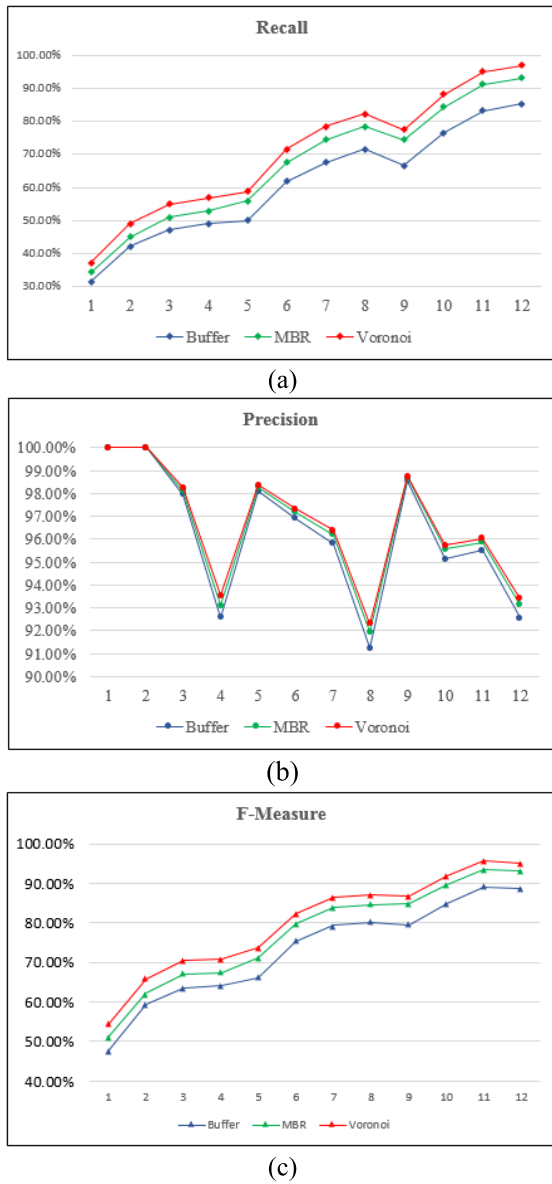 Recall
100.00%
90.00%
80.00%
70.00%
60.00%
50.00%
40.00%
30.00%
1 2 3 4 5 6 7 8 9 10 11 12
Buffer MBR Voronoi
(a)
Precision
100.00%
99.00%
98.00%
97.00%
96.00%
95.00%
94.00%
93.00%
92.00%
91.00%
90.00%
1 2 3 4 5 6 7 8 9 10 11 12
Buffer MBR Voronoi
(b)
F-Measure
100.00%
90.00%
80.00%
70.00%
60.00%
50.00%
40.00%
1 2 3 4 5 6 7 8 9 10 11 12
Buffer MBR Voronoi
(c)